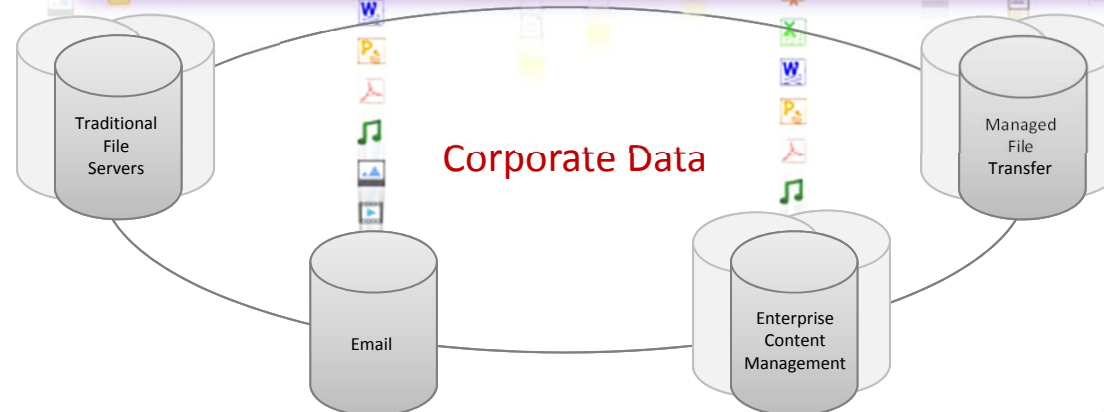 W
P
X
W
P
Corporate Data
Traditional
File
Servers
Managed
File
Transfer
Email
Enterprise
Content
Management